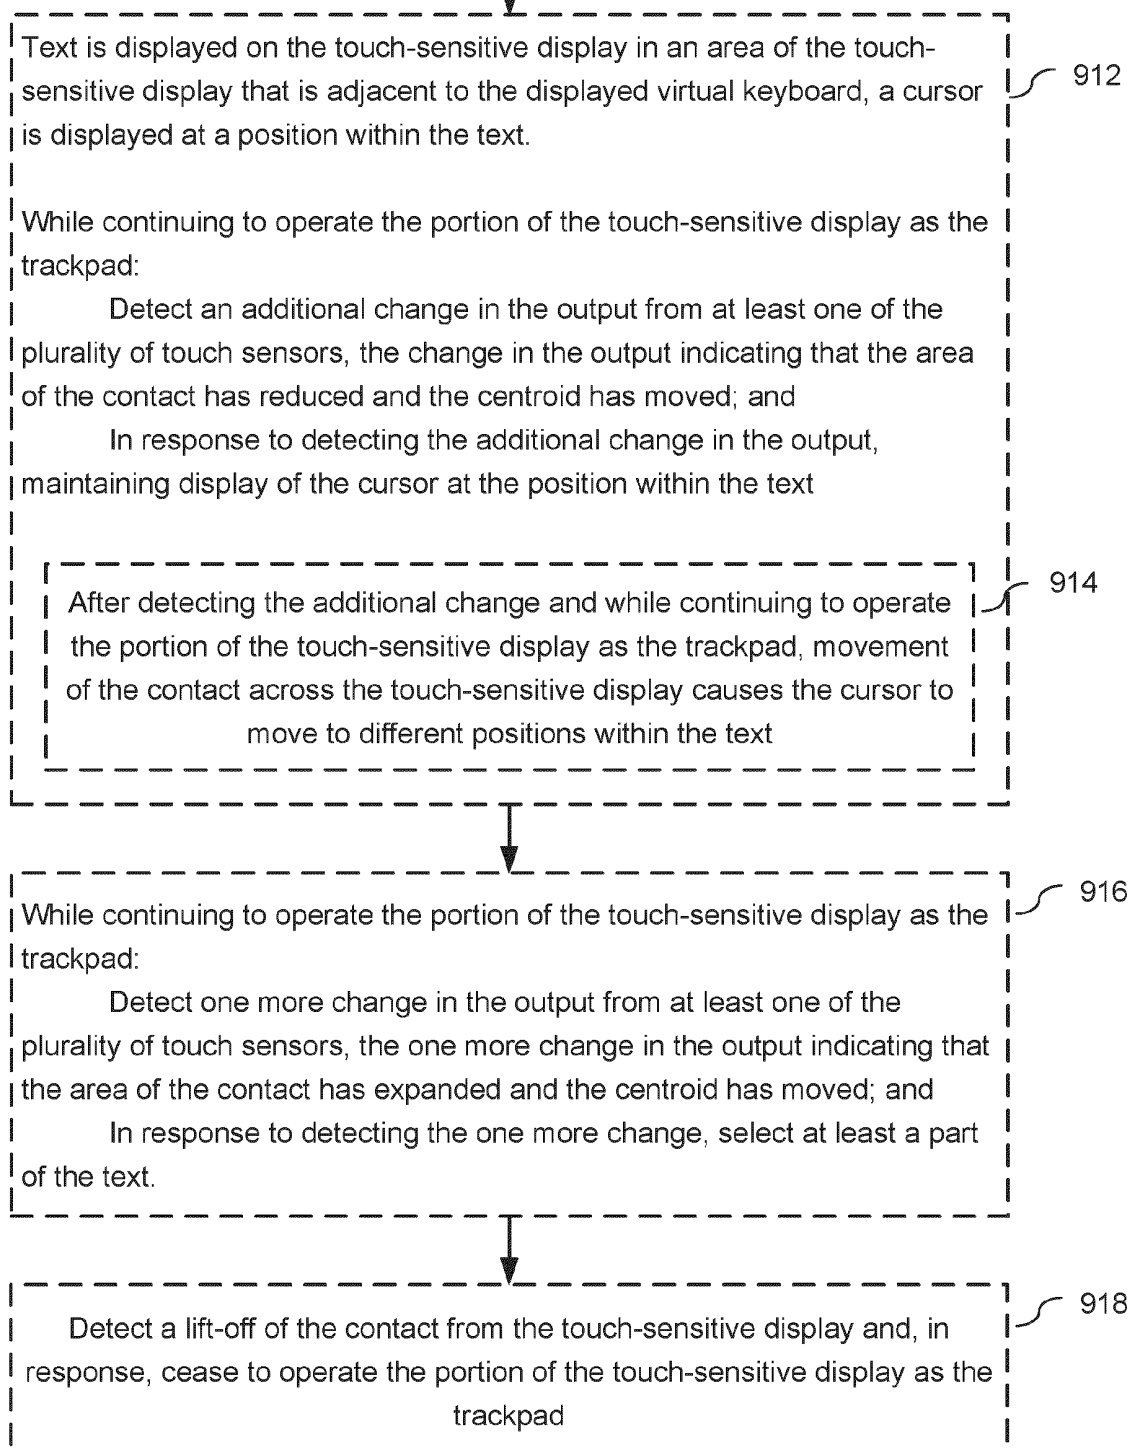 Text is displayed on the touch-sensitive display in an area of the touch-
sensitive display that is adjacent to the displayed virtual keyboard, a cursor
is displayed at a position within the text.
912
While continuing to operate the portion of the touch-sensitive display as the
trackpad:
Detect an additional change in the output from at least one of the
plurality of touch sensors, the change in the output indicating that the area
of the contact has reduced and the centroid has moved; and
In response to detecting the additional change in the output,
maintaining display of the cursor at the position within the text
914
After detecting the additional change and while continuing to operate
the portion of the touch-sensitive display as the trackpad, movement
of the contact across the touch-sensitive display causes the cursor to
move to different positions within the text
916
While continuing to operate the portion of the touch-sensitive display as the
trackpad:
Detect one more change in the output from at least one of the
plurality of touch sensors, the one more change in the output indicating that
the area of the contact has expanded and the centroid has moved; and
In response to detecting the one more change, select at least a part
of the text.
918
Detect a lift-off of the contact from the touch-sensitive display and, in
response, cease to operate the portion of the touch-sensitive display as the
trackpad